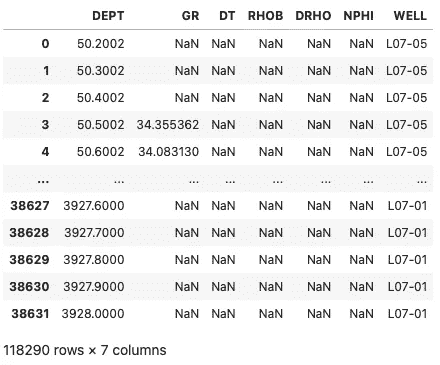 DEPT GR DT RHOB DRHO NPHI WELL
0 50.2002 NaN NaN NaN NaN NaN L07-05
1 50.3002 NaN NaN NaN NaN NaN L07-05
2 50.4002 NaN NaN NaN NaN NaN L07-05
3 50.5002 34.355362 NaN NaN NaN NaN L07-05
4 50.6002 34.083130 NaN NaN NaN NaN L07-05
... ... ... ... ... ... ... ...
38627 3927.6000 NaN NaN NaN NaN NaN L07-01
38628 3927.7000 NaN NaN NaN NaN NaN L07-01
38629 3927.8000 NaN NaN NaN NaN NaN L07-01
38630 3927.9000 NaN NaN NaN NaN NaN L07-01
38631 3928.0000 NaN NaN NaN NaN NaN L07-01
118290 rows × 7 columns